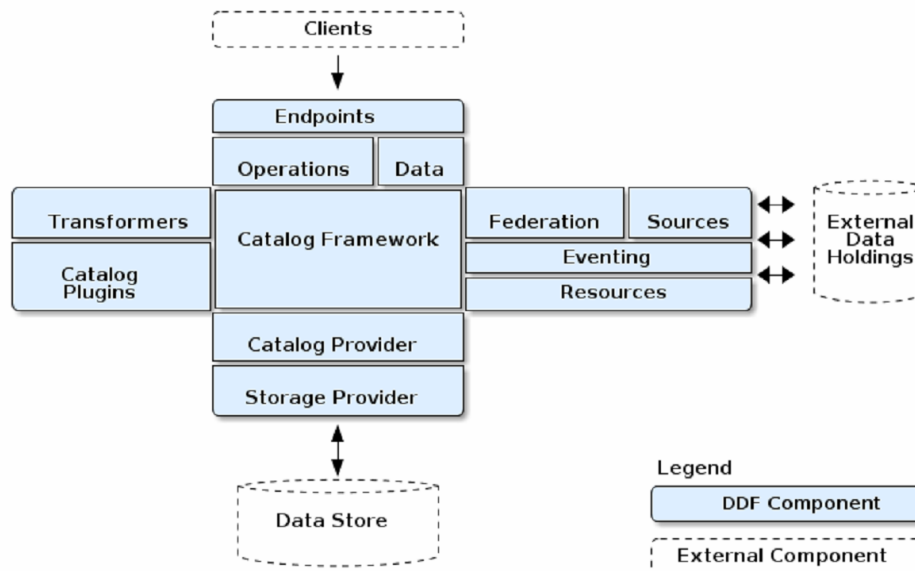 Clients
Endpoints
Operations
Data
Transformers
Catalog Framework
Federation
Sources
External
Data
Holdings
Catalog
Plugins
Eventing
Resources
Catalog Provider
Storage Provider
Data Store
Legend
DDF Component
External Component